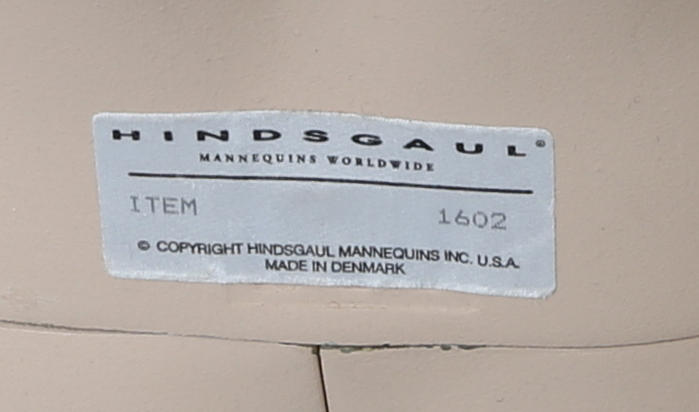 HINDSGAUL®
MANNEQUINS WORLDWIDE
ITEM 1602
© COPYRIGHT HINDSGAUL MANNEQUINS INC. U.S.A.
MADE IN DENMARK